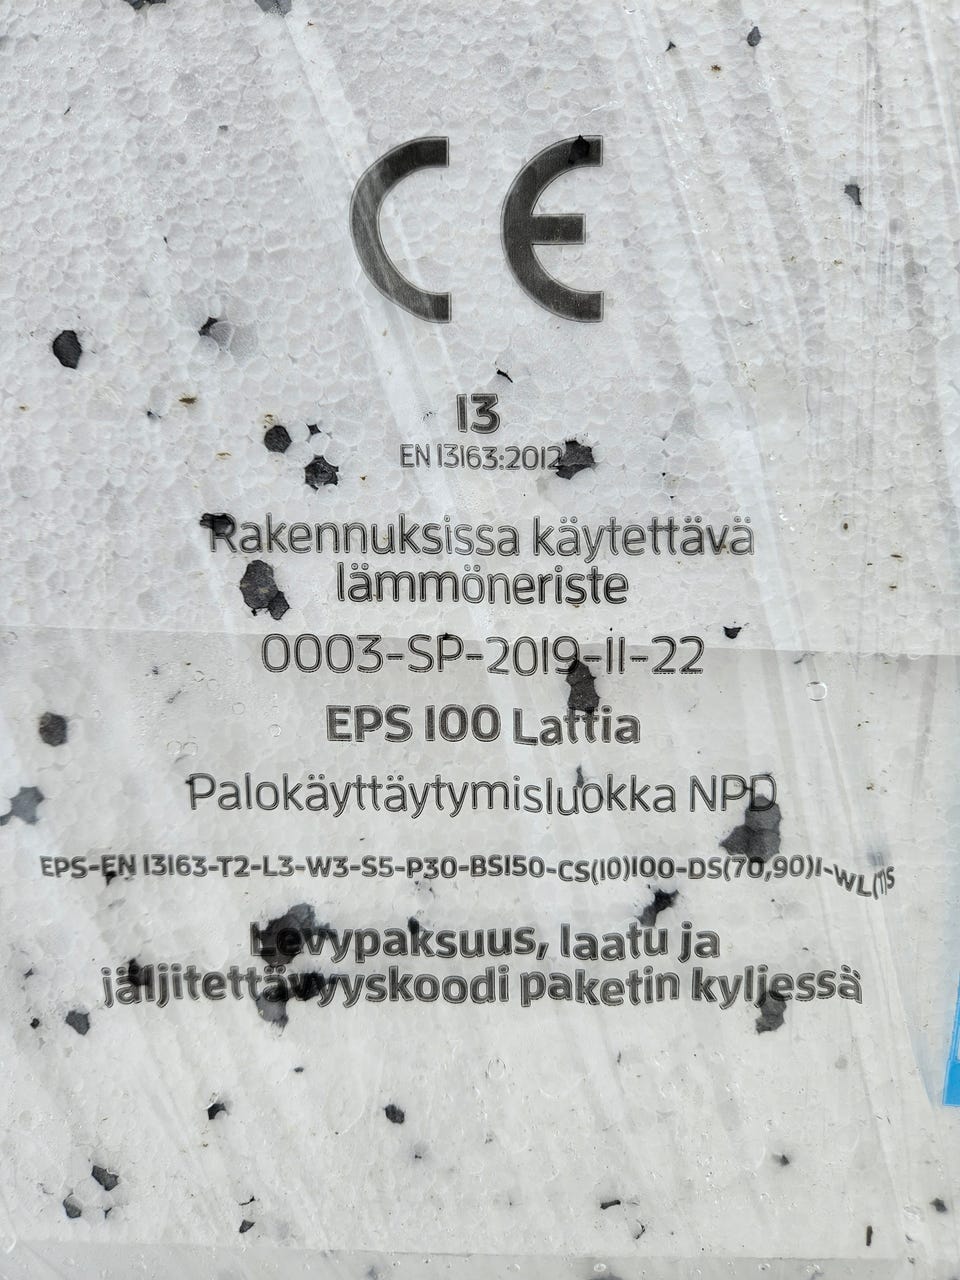 CE
13
EN 13163:2012
Rakennuksissa käytettävä
lämmöneriste
0003-SP-2019-11-22
EPS 100 Lattia
Palokäyttäytymisluokka NPD
EPS-EN 13163-T2-L3-W3-S5-P30-BS150-CS(10)100-DS(70,90)1-WL(T)5
Levypaksuus, laatu ja
jäljitettävyyskoodi paketin kyljessä